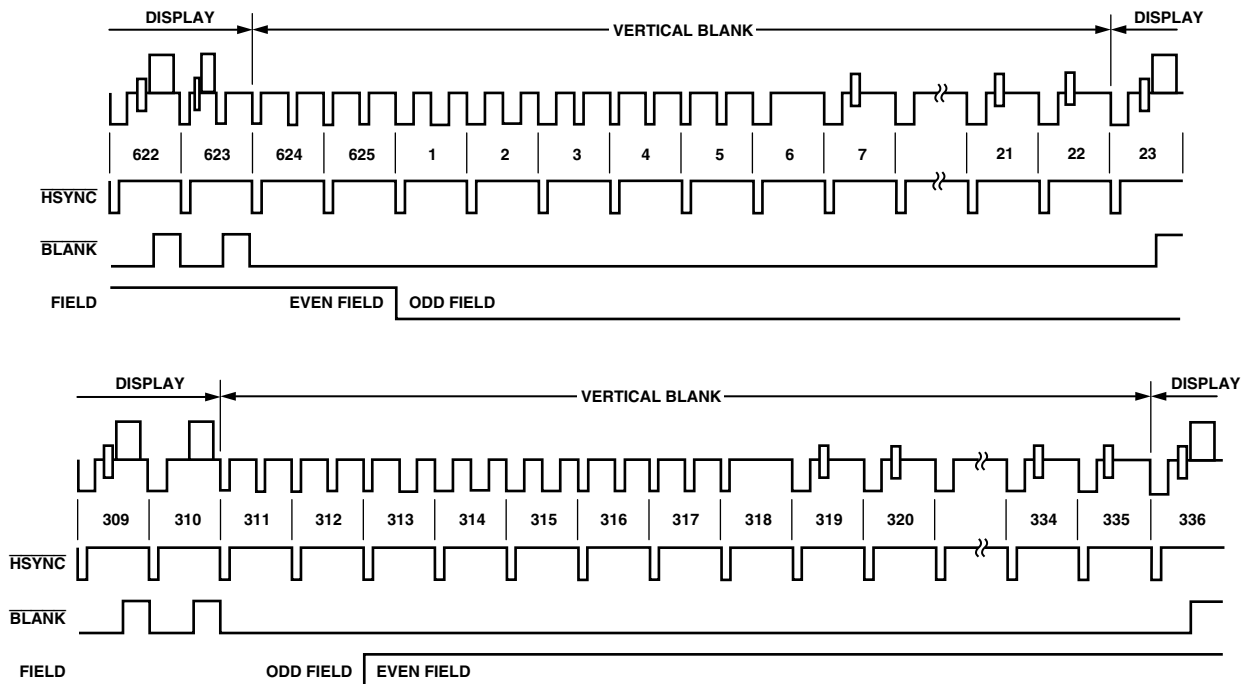 DISPLAY VERTICAL BLANK DISPLAY
622 623 624 625 1 2 3 4 5 6 7 21 22 23
HSYNC
BLANK
FIELD EVEN FIELD ODD FIELD
DISPLAY VERTICAL BLANK DISPLAY
309 310 311 312 313 314 315 316 317 318 319 320 334 335 336
HSYNC
BLANK
FIELD ODD FIELD EVEN FIELD